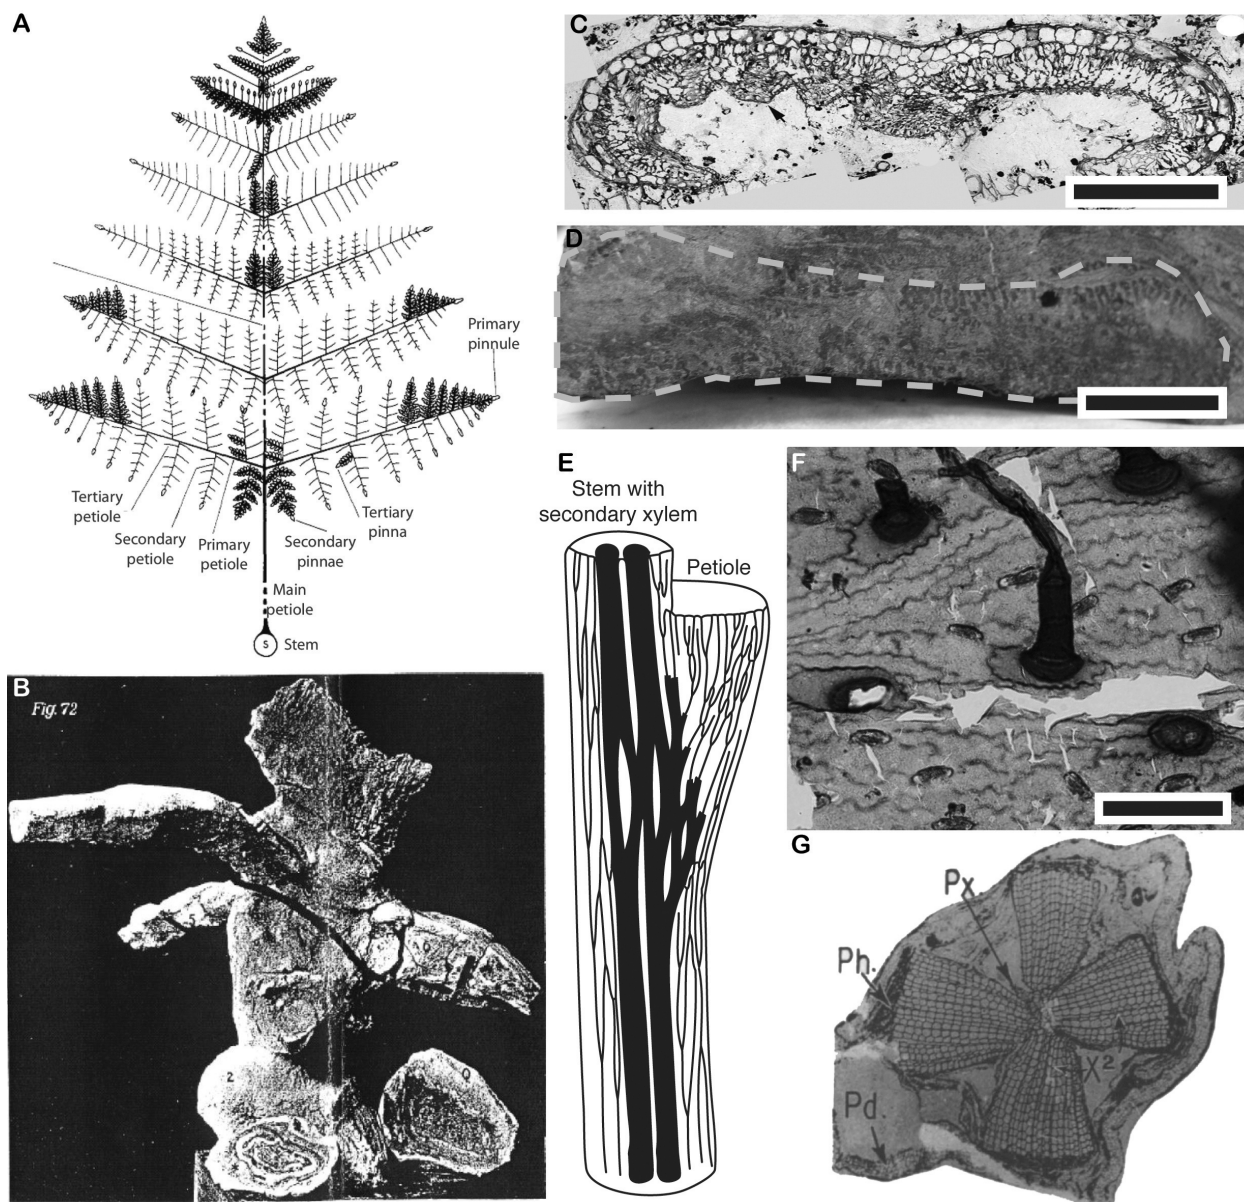 A
Primary
pinnule
Tertiary
petiole
Secondary
petiole
Primary
petiole
Secondary
pinnae
Tertiary
pinna
Main
petiole
S
Stem
B
Fig. 72
2
Q
C
D
E
Stem with
secondary xylem
Petiole
F
G
Px.
Ph.
X2
Pd.